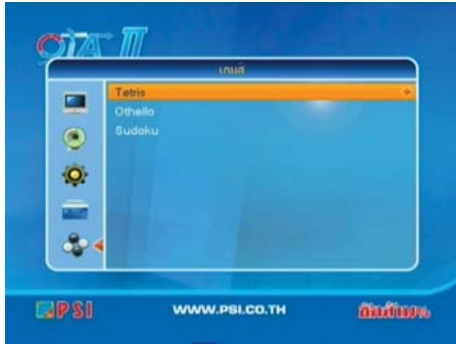 OTA II
เกมส์
Tetris
Othello
Sudoku
PSI
WWW.PSI.CO.TH